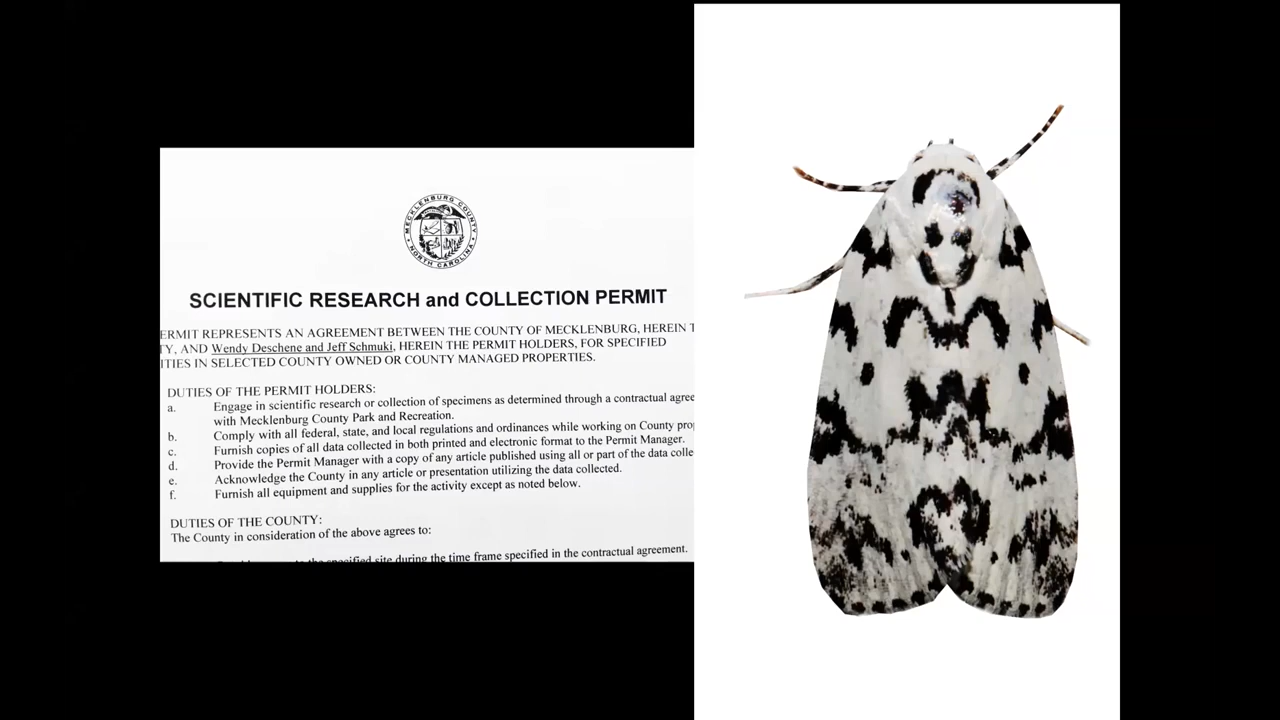 MECKLENBURG COUNTY
NORTH CAROLINA
SCIENTIFIC RESEARCH and COLLECTION PERMIT
ERMIT REPRESENTS AN AGREEMENT BETWEEN THE COUNTY OF MECKLENBURG, HEREIN T
TY, AND Wendy Deschene and Jeff Schmuki, HEREIN THE PERMIT HOLDERS, FOR SPECIFIED
ITIES IN SELECTED COUNTY OWNED OR COUNTY MANAGED PROPERTIES.
DUTIES OF THE PERMIT HOLDERS:
a. Engage in scientific research or collection of specimens as determined through a contractual agree
with Mecklenburg County Park and Recreation.
b. Comply with all federal, state, and local regulations and ordinances while working on County prop
c. Furnish copies of all data collected in both printed and electronic format to the Permit Manager.
d. Provide the Permit Manager with a copy of any article published using all or part of the data colle
e. Acknowledge the County in any article or presentation utilizing the data collected.
f. Furnish all equipment and supplies for the activity except as noted below.
DUTIES OF THE COUNTY:
The County in consideration of the above agrees to:
the specified site during the time frame specified in the contractual agreement.